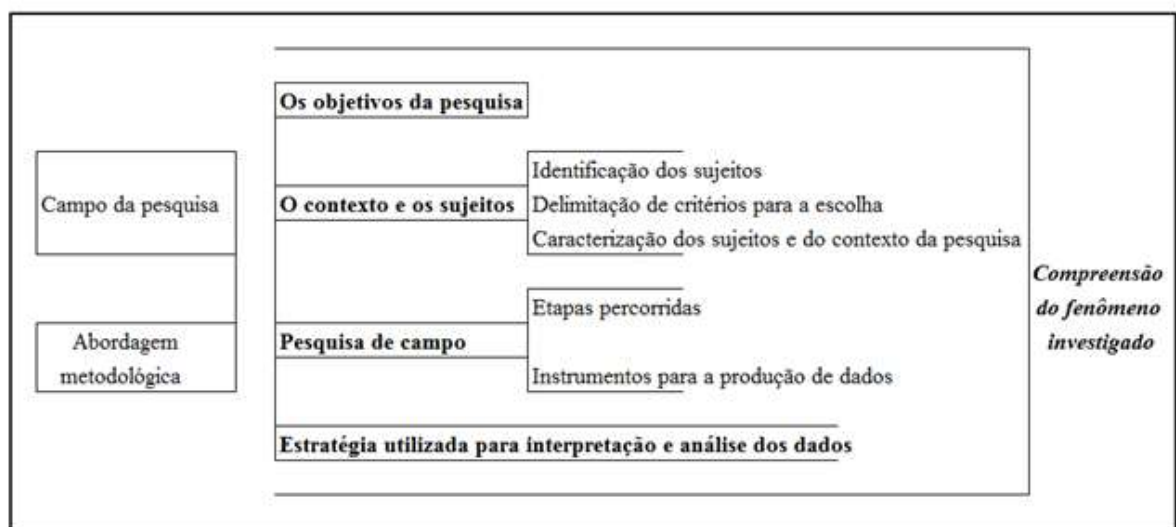 Os objetivos da pesquisa
Campo da pesquisa
O contexto e os sujeitos
Identificação dos sujeitos
Delimitação de critérios para a escolha
Caracterização dos sujeitos e do contexto da pesquisa
Abordagem
metodológica
Pesquisa de campo
Etapas percorridas
Instrumentos para a produção de dados
Estratégia utilizada para interpretação e análise dos dados
Compreensão
do fenômeno
investigado